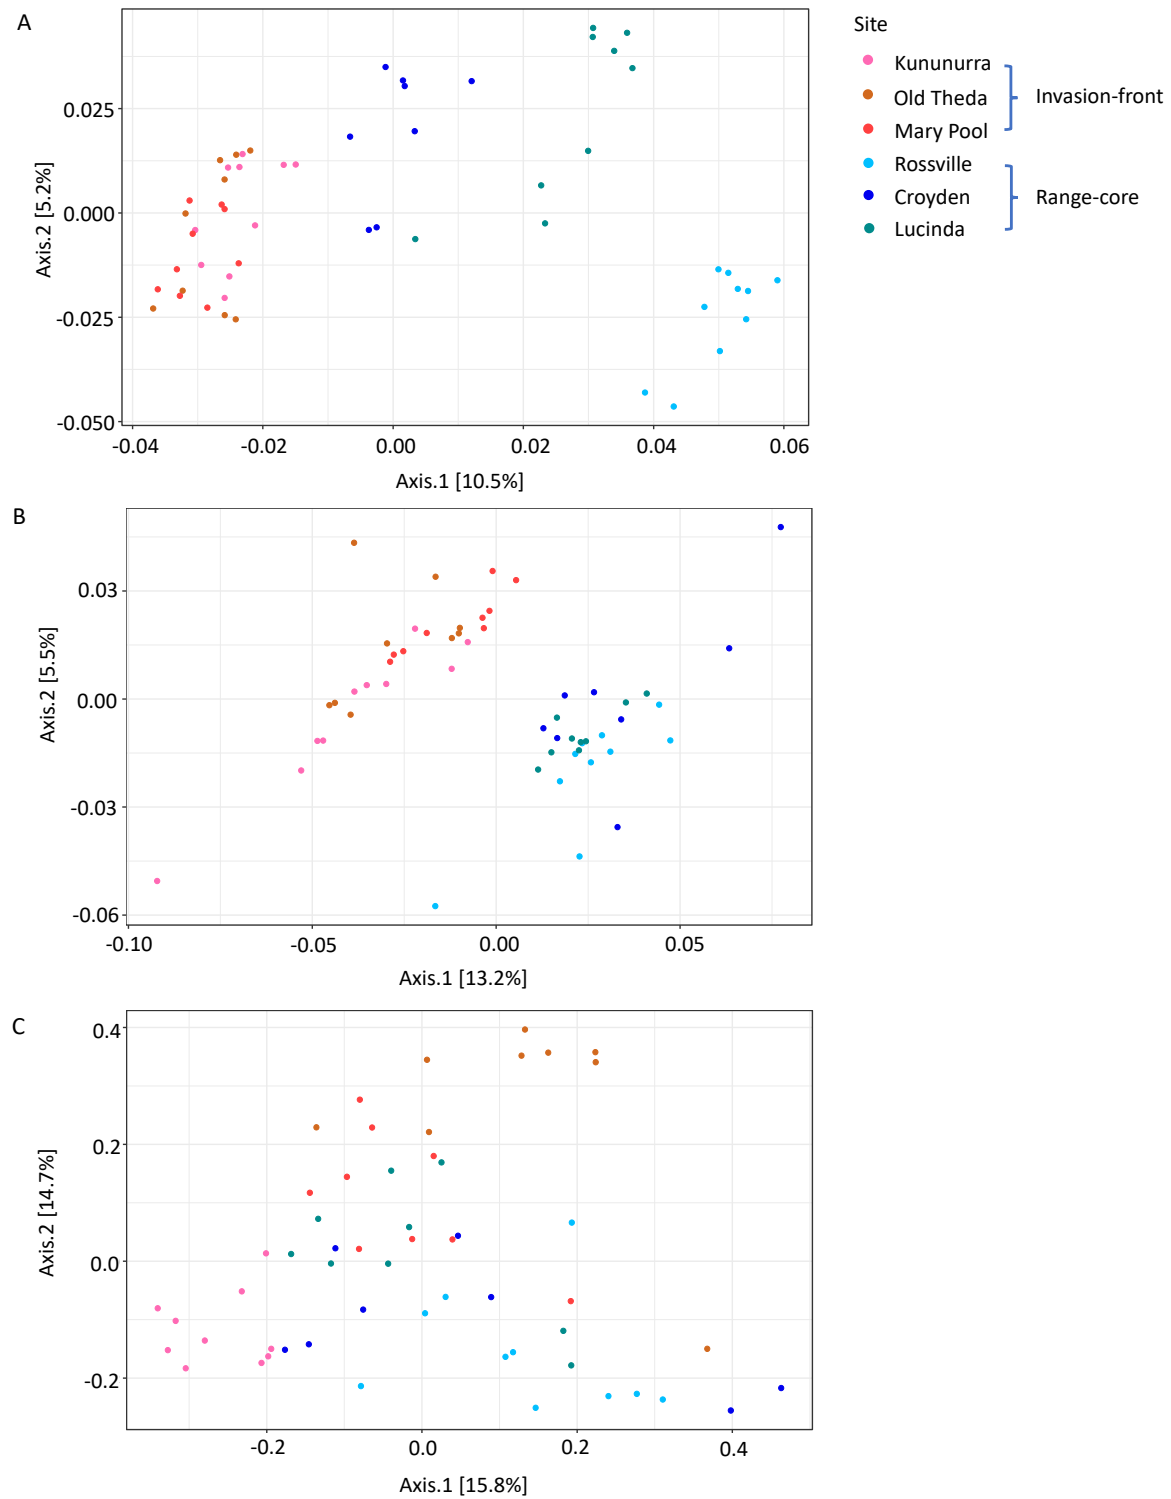 A
0.025
0.000
-0.025
-0.050
Axis.2 [5.2%]
-0.04 -0.02 0.00 0.02 0.04 0.06
Axis.1 [10.5%]
Site
Kununurra
Old Theda
Mary Pool
Invasion-front
Rossville
Croyden
Lucinda
Range-core
B
0.03
0.00
-0.03
-0.06
Axis.2 [5.5%]
-0.10 -0.05 0.00 0.05
Axis.1 [13.2%]
C
0.4
0.2
0.0
-0.2
Axis.2 [14.7%]
-0.2 0.0 0.2 0.4
Axis.1 [15.8%]